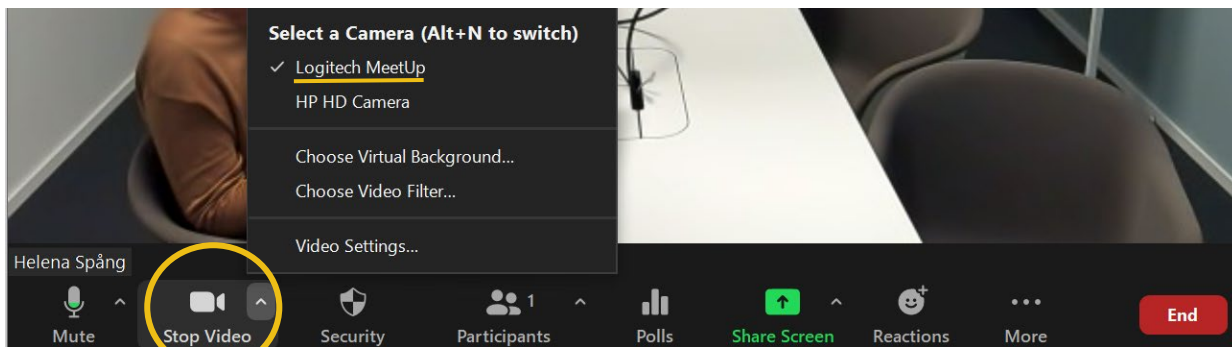 Select a Camera (Alt+N to switch)
Logitech MeetUp
HP HD Camera
Choose Virtual Background...
Choose Video Filter...
Video Settings...
Helena Spång
1
Mute Stop Video Security Participants Polls Share Screen Reactions More End